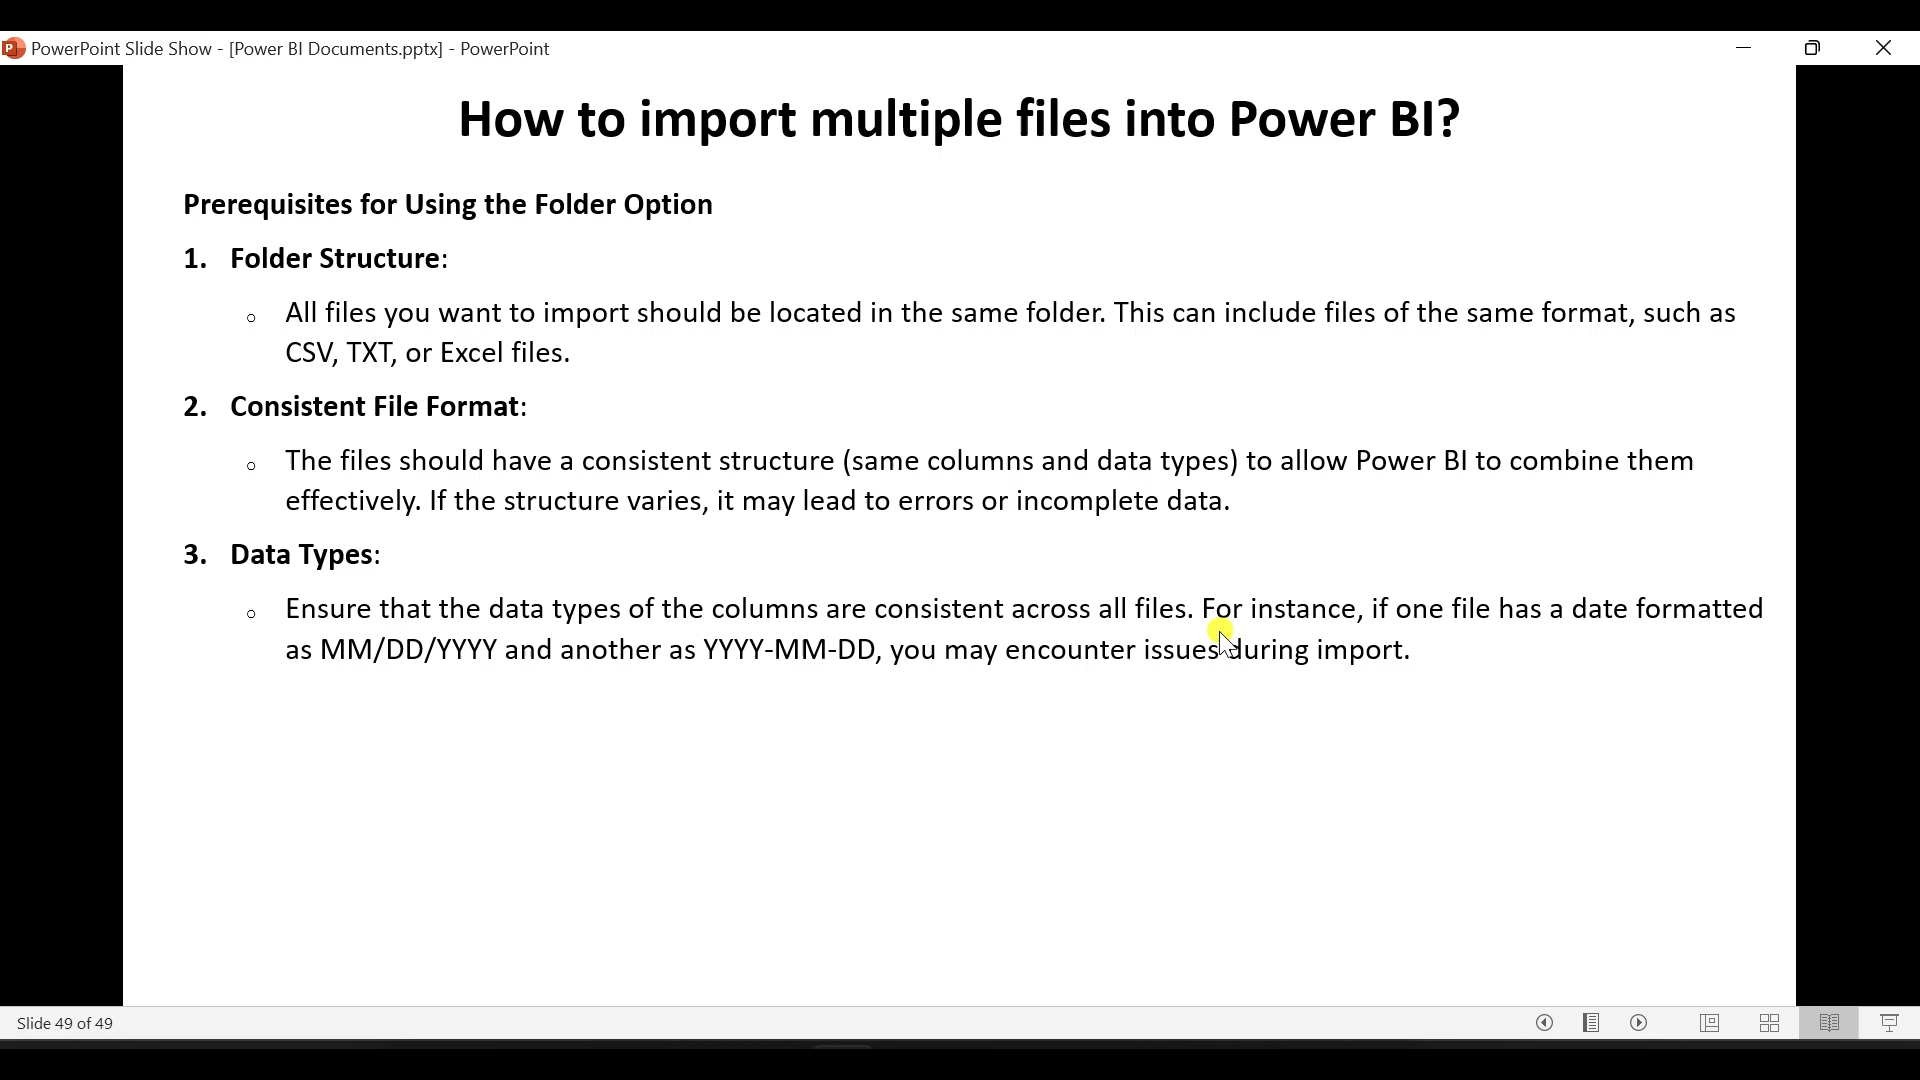 PowerPoint Slide Show - [Power BI Documents.pptx] - PowerPoint
How to import multiple files into Power BI?
Prerequisites for Using the Folder Option
1. Folder Structure:
o All files you want to import should be located in the same folder. This can include files of the same format, such as
CSV, TXT, or Excel files.
2. Consistent File Format:
o The files should have a consistent structure (same columns and data types) to allow Power BI to combine them
effectively. If the structure varies, it may lead to errors or incomplete data.
3. Data Types:
o Ensure that the data types of the columns are consistent across all files. For instance, if one file has a date formatted
as MM/DD/YYYY and another as YYYY-MM-DD, you may encounter issues during import.
Slide 49 of 49